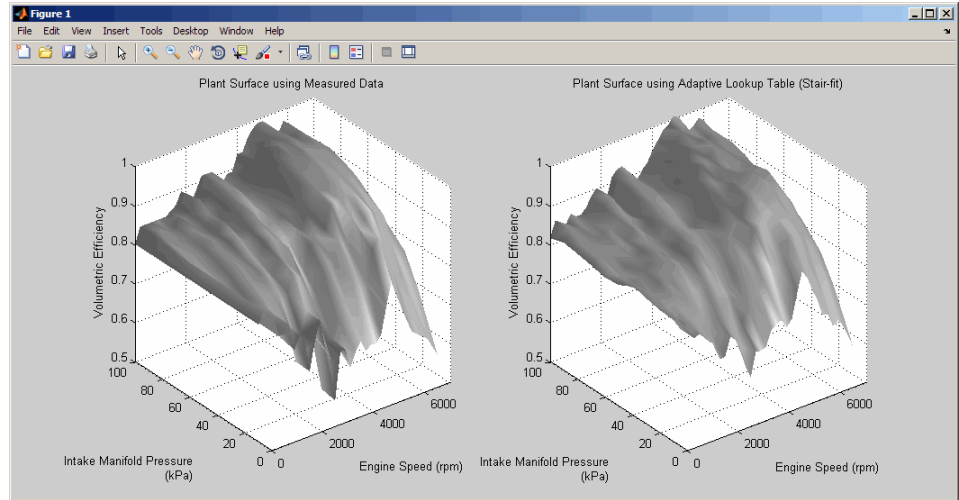 Figure 1
File Edit View Insert Tools Desktop Window Help
Plant Surface using Measured Data
1
0.9
0.8
0.7
0.6
0.5
Volumetric Efficiency
100
80
60
40
20
0
Intake Manifold Pressure
(kPa)
0
2000
4000
6000
Engine Speed (rpm)
Plant Surface using Adaptive Lookup Table (Stair-fit)
1
0.9
0.8
0.7
0.6
0.5
Volumetric Efficiency
100
80
60
40
20
0
Intake Manifold Pressure
(kPa)
0
2000
4000
6000
Engine Speed (rpm)